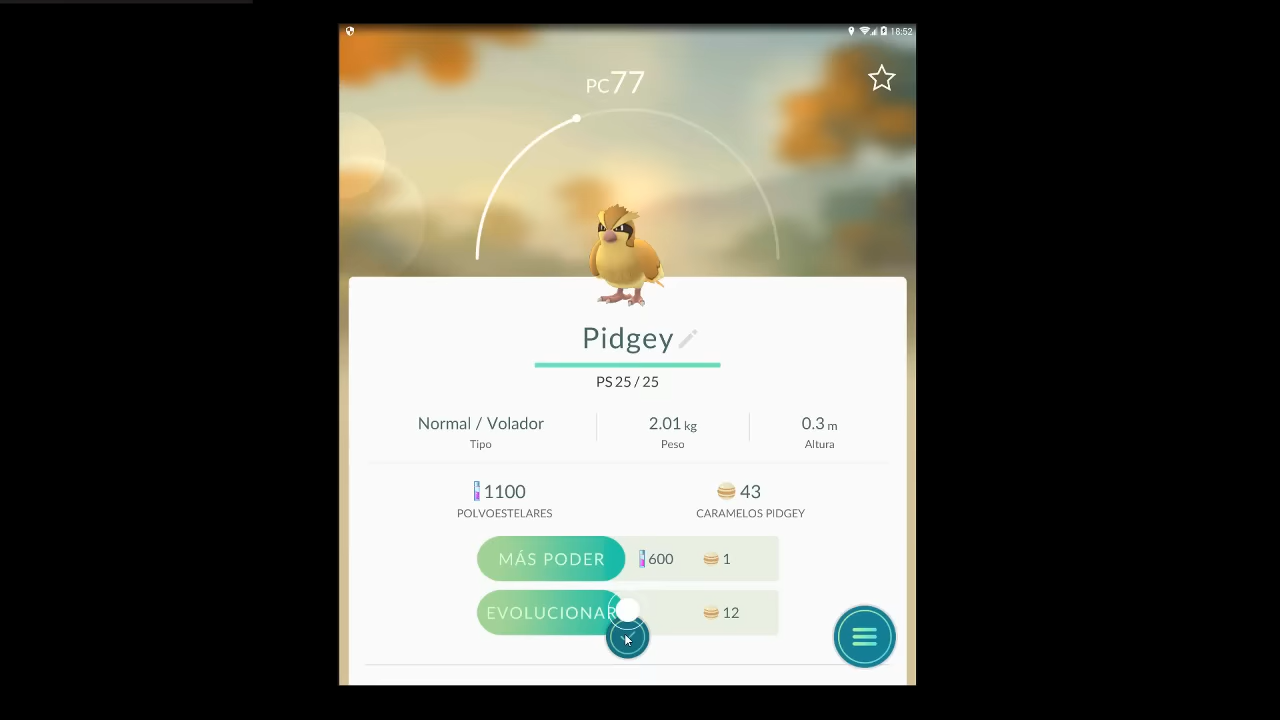 18:52
PC77
Pidgey
PS 25 / 25
Normal / Volador
2.01 kg
0.3 m
Tipo
Peso
Altura
1100
43
POLVOESTELARES
CARAMELOS PIDGEY
MÁS PODER
600
1
EVOLUCIONAR
12